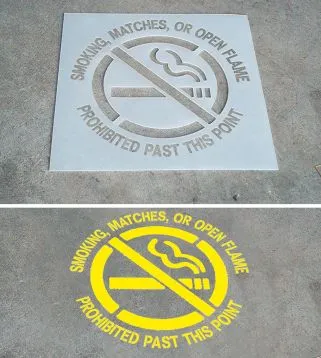 SMOKING, MATCHES, OR OPEN FLAME
PROHIBITED PAST THIS POINT
SMOKING, MATCHES, OR OPEN FLAME
PROHIBITED PAST THIS POINT